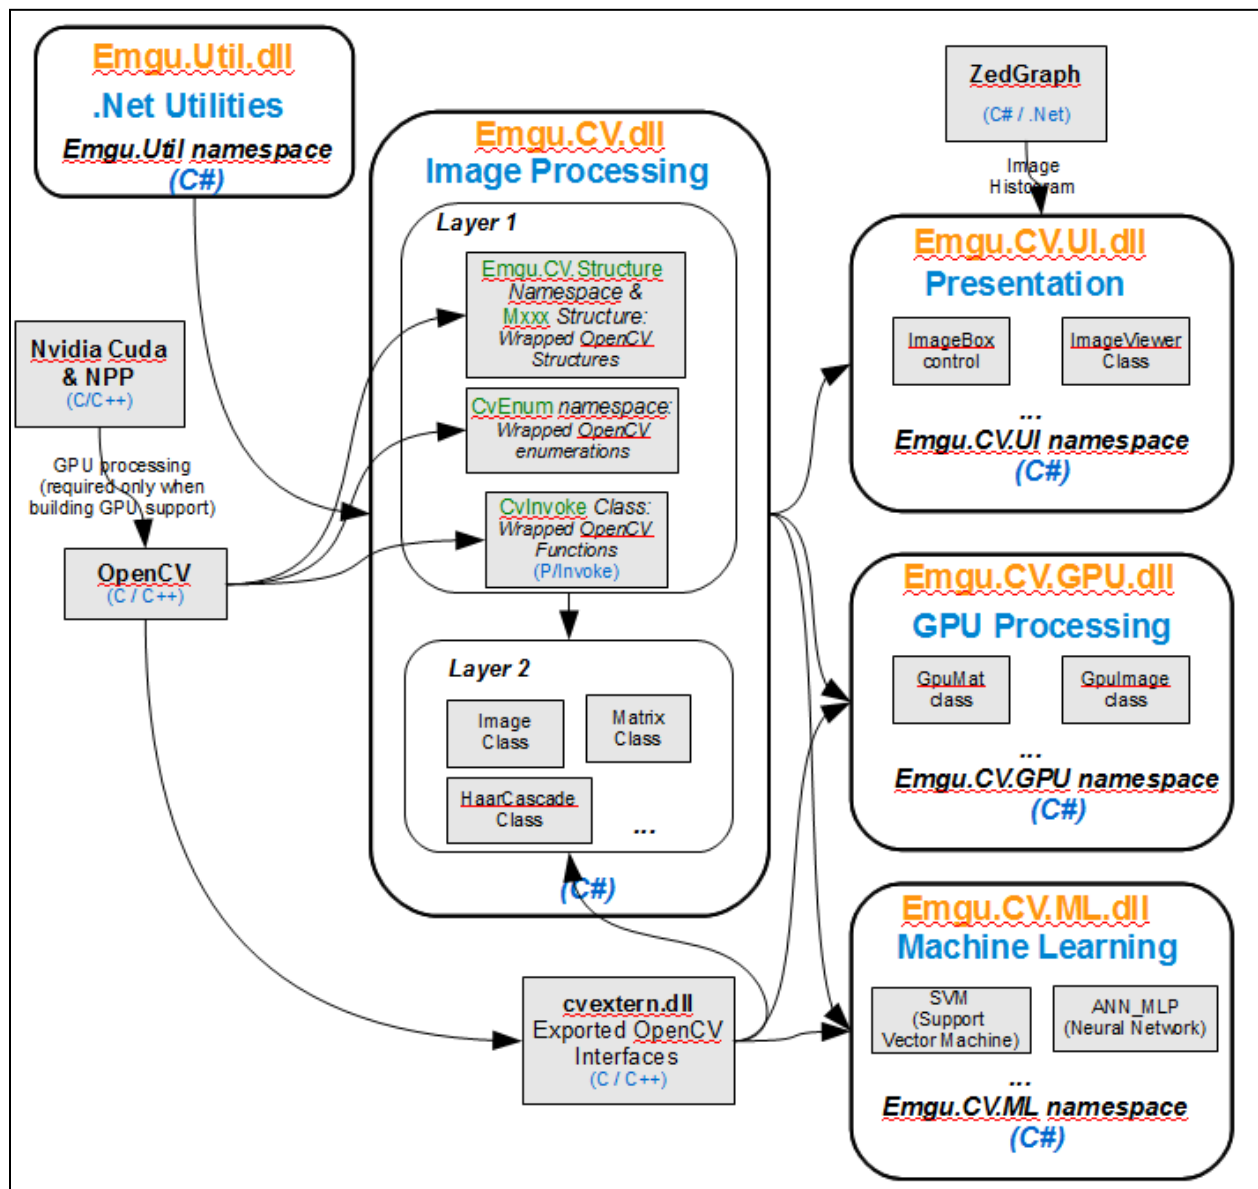 Emgu.Util.dll
.Net Utilities
Emgu.Util namespace
(C#)
Nvidia Cuda
& NPP
(C/C++)
GPU processing
(required only when
building GPU support)
OpenCV
(C / C++)
Emgu.CV.dll
Image Processing
Layer 1
Emgu.CV.Structure
Namespace &
Mxxx Structure:
Wrapped OpenCV
Structures
CvEnum namespace:
Wrapped OpenCV
enumerations
CvInvoke Class:
Wrapped OpenCV
Functions
(P/Invoke)
Layer 2
Image
Class
Matrix
Class
HaarCascade
Class
...
(C#)
cvextern.dll
Exported OpenCV
Interfaces
(C / C++)
ZedGraph
(C# / .Net)
Image
Histogram
Emgu.CV.UI.dll
Presentation
ImageBox
control
ImageViewer
Class
...
Emgu.CV.UI namespace
(C#)
Emgu.CV.GPU.dll
GPU Processing
GpuMat
class
GpuImage
class
...
Emgu.CV.GPU namespace
(C#)
Emgu.CV.ML.dll
Machine Learning
SVM
(Support
Vector Machine)
ANN_MLP
(Neural Network)
...
Emgu.CV.ML namespace
(C#)